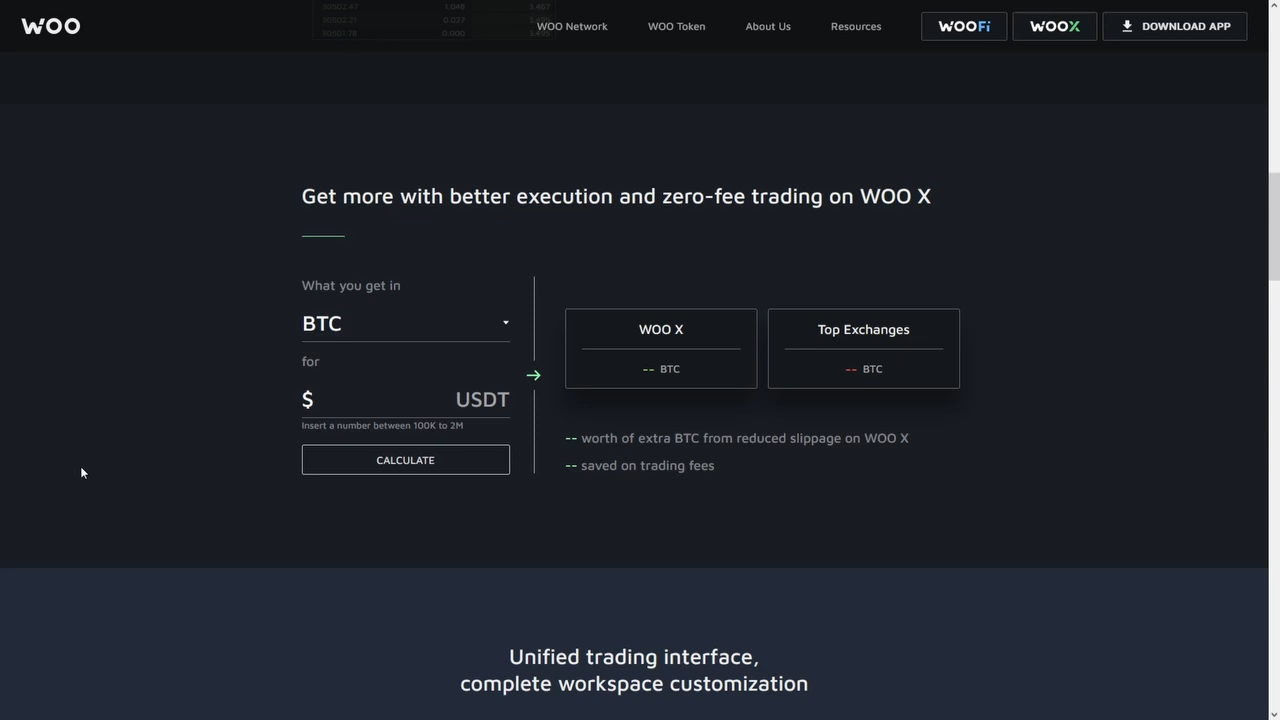 WOO
WOO Network
WOO Token
About Us
Resources
WOOFi
WOOX
DOWNLOAD APP
Get more with better execution and zero-fee trading on WOO X
What you get in
BTC
for
$ USDT
Insert a number between 100K to 2M
CALCULATE
WOO X
-- BTC
Top Exchanges
-- BTC
-- worth of extra BTC from reduced slippage on WOO X
-- saved on trading fees
Unified trading interface,
complete workspace customization